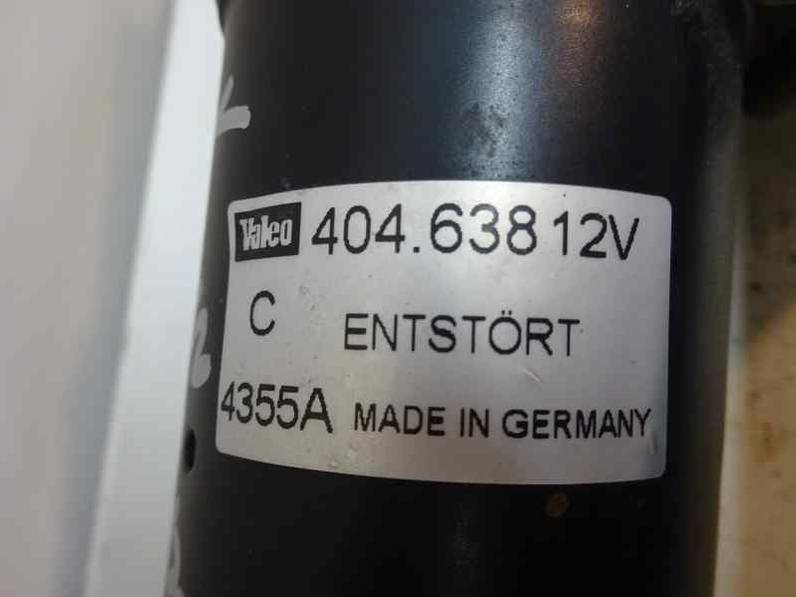 Valeo 404.638 12V
C ENTSTÖRT
4355A MADE IN GERMANY